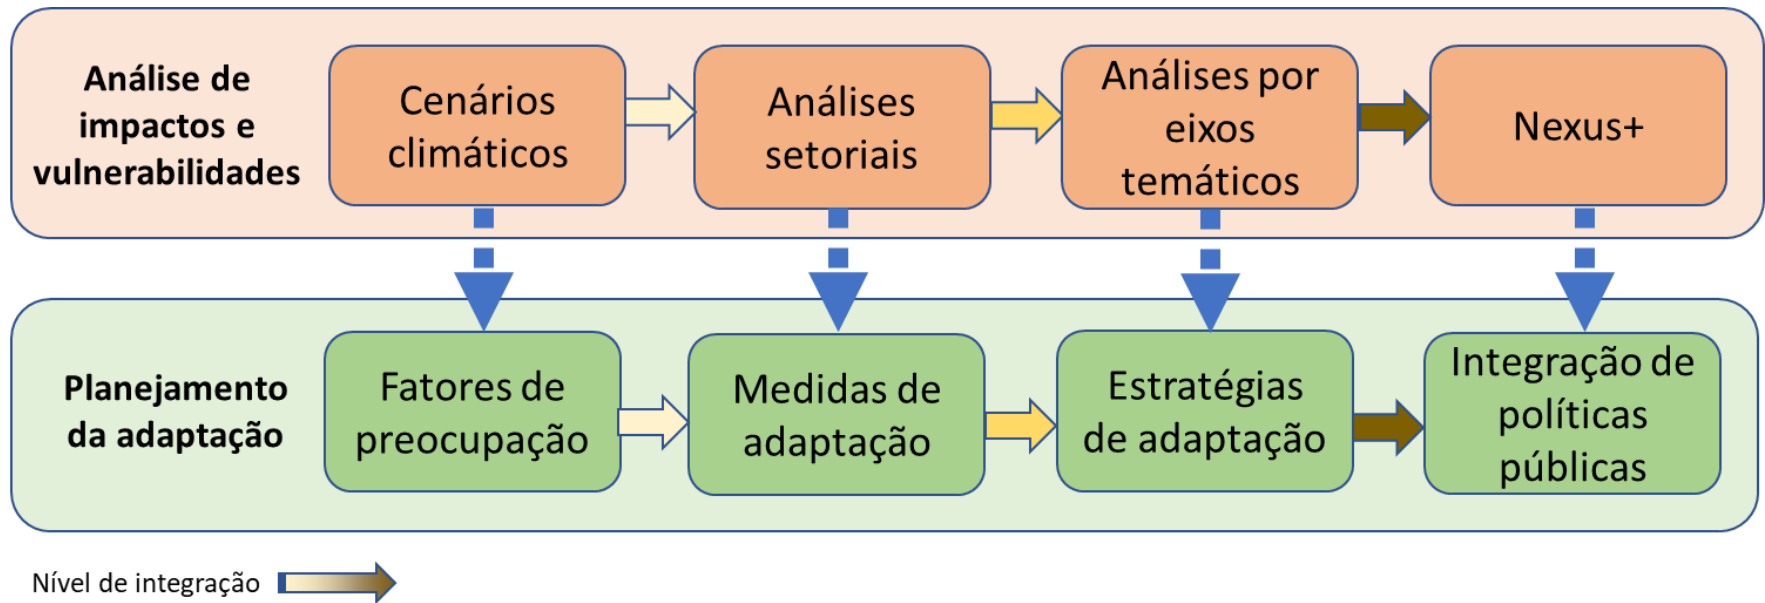 Análise de
impactos e
vulnerabilidades
Cenários
climáticos
Análises
setoriais
Análises por
eixos
temáticos
Nexus+
Planejamento
da adaptação
Fatores de
preocupação
Medidas de
adaptação
Estratégias
de adaptação
Integração de
políticas
públicas
Nível de integração